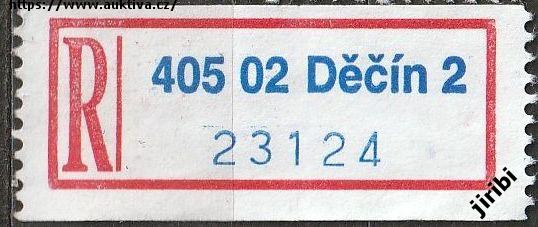 https://www.auktiva.cz/
R
405 02 Děčín 2
23124
jiribi